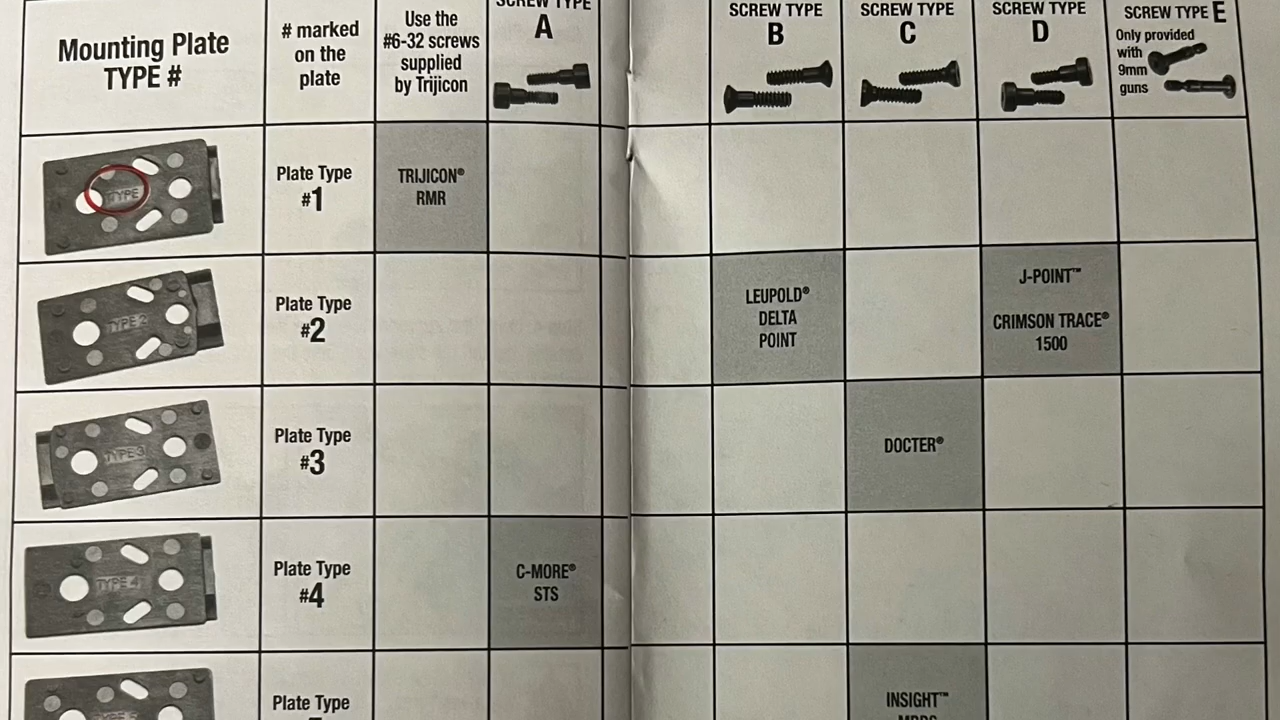 Mounting Plate
TYPE #
# marked
on the
plate
Use the
#6-32 screws
supplied
by Trijicon
SCREW TYPE
A
SCREW TYPE
B
SCREW TYPE
C
SCREW TYPE
D
SCREW TYPE E
Only provided
with
9mm
guns
TYPE
Plate Type
#1
TRIJICON®
RMR
TYPE 2
Plate Type
#2
LEUPOLD®
DELTA
POINT
J-POINT™
CRIMSON TRACE®
1500
TYPE 3
Plate Type
#3
DOCTER®
TYPE 4
Plate Type
#4
C-MORE®
STS
Plate Type
INSIGHT™